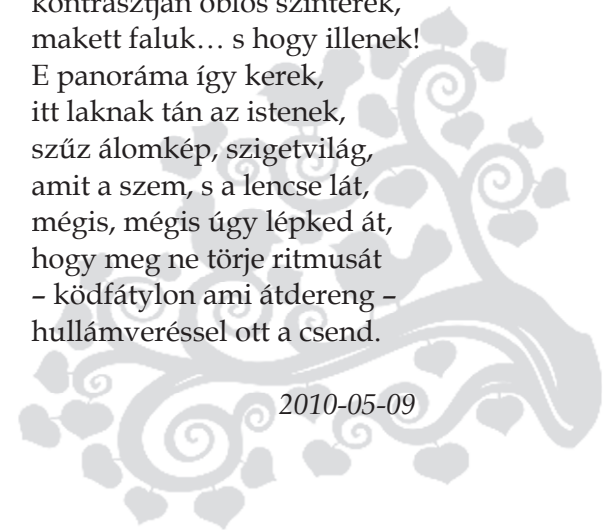 kontrasztján öblös színterek,
makett faluk… s hogy illenek!
E panoráma így kerek,
itt laknak tán az istenek,
szűz álomkép, szigetvilág,
amit a szem, s a lencse lát,
mégis, mégis úgy lépked át,
hogy meg ne törje ritmusát
– ködfátylon ami átdereng –
hullámveréssel ott a csend.
2010-05-09